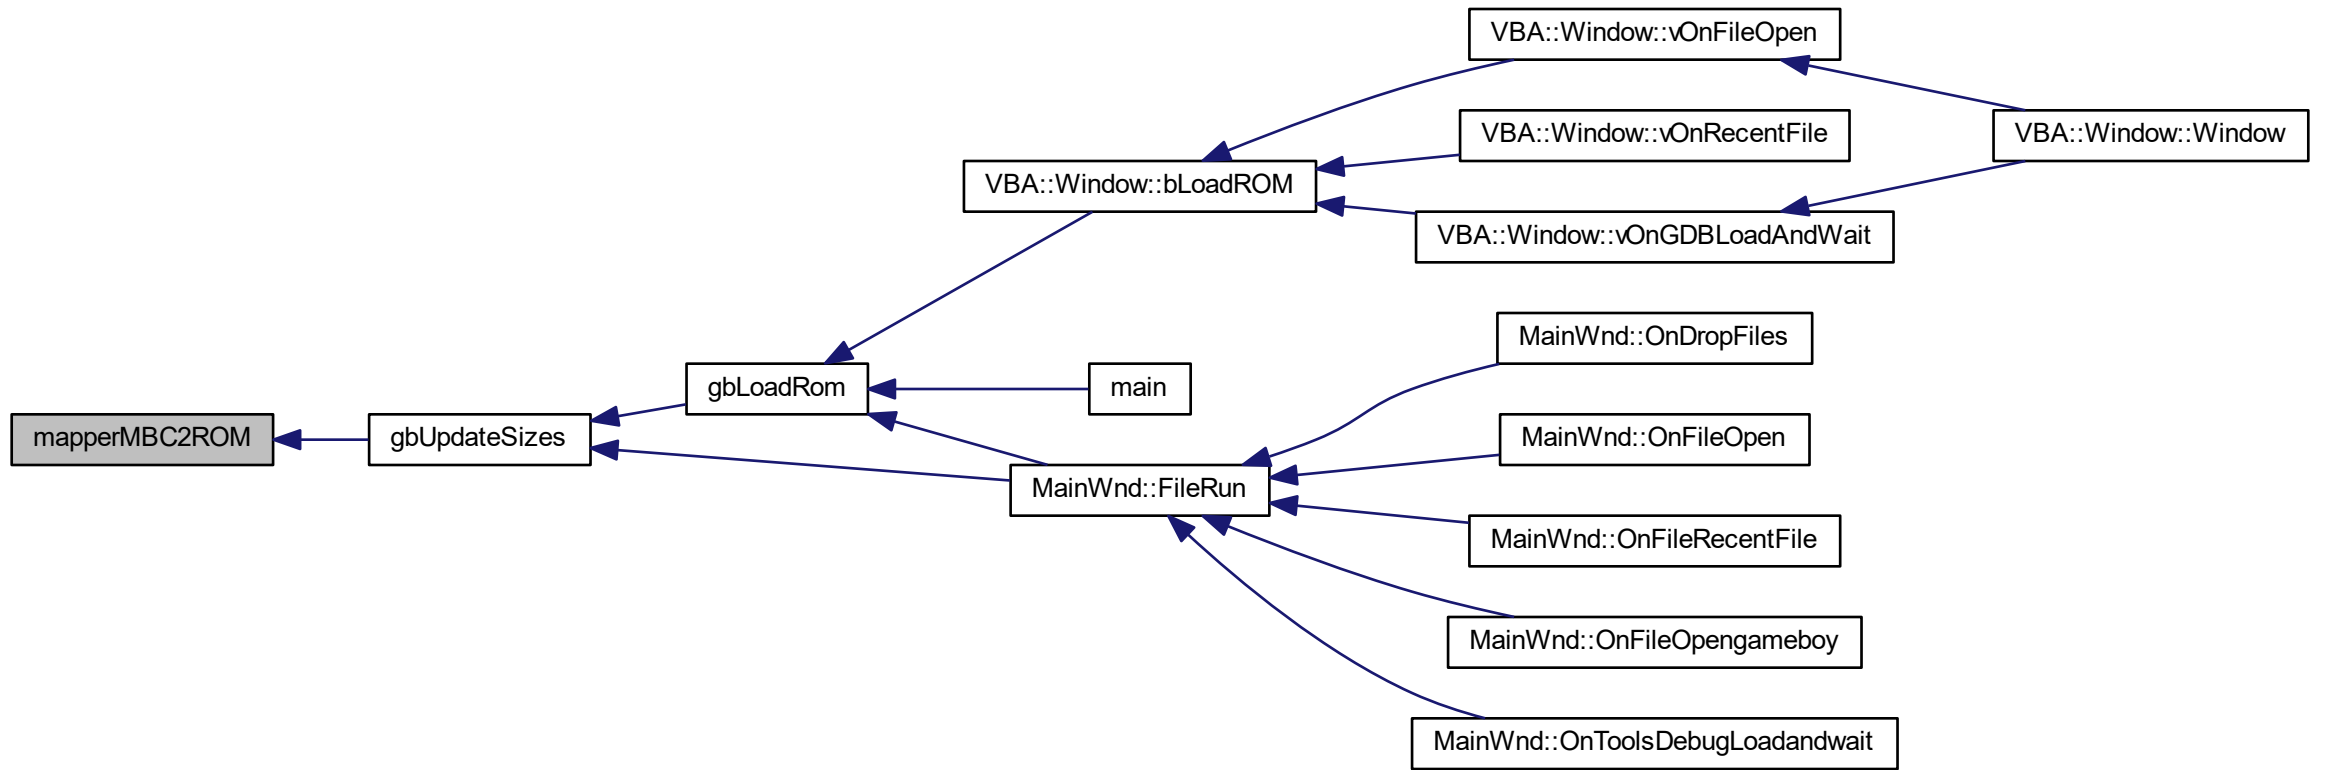 VBA::Window::vOnFileOpen
VBA::Window::vOnRecentFile
VBA::Window::Window
VBA::Window::bLoadROM
VBA::Window::vOnGDBLoadAndWait
MainWnd::OnDropFiles
gbLoadRom
main
mapperMBC2ROM
gbUpdateSizes
MainWnd::OnFileOpen
MainWnd::FileRun
MainWnd::OnFileRecentFile
MainWnd::OnFileOpengameboy
MainWnd::OnToolsDebugLoadandwait